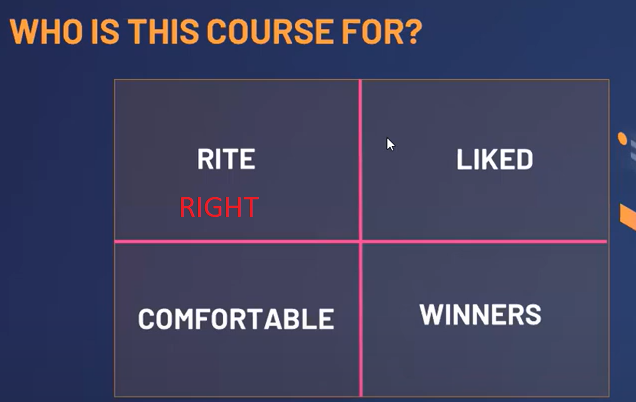 WHO IS THIS COURSE FOR?
RITE
LIKED
RIGHT
COMFORTABLE
WINNERS